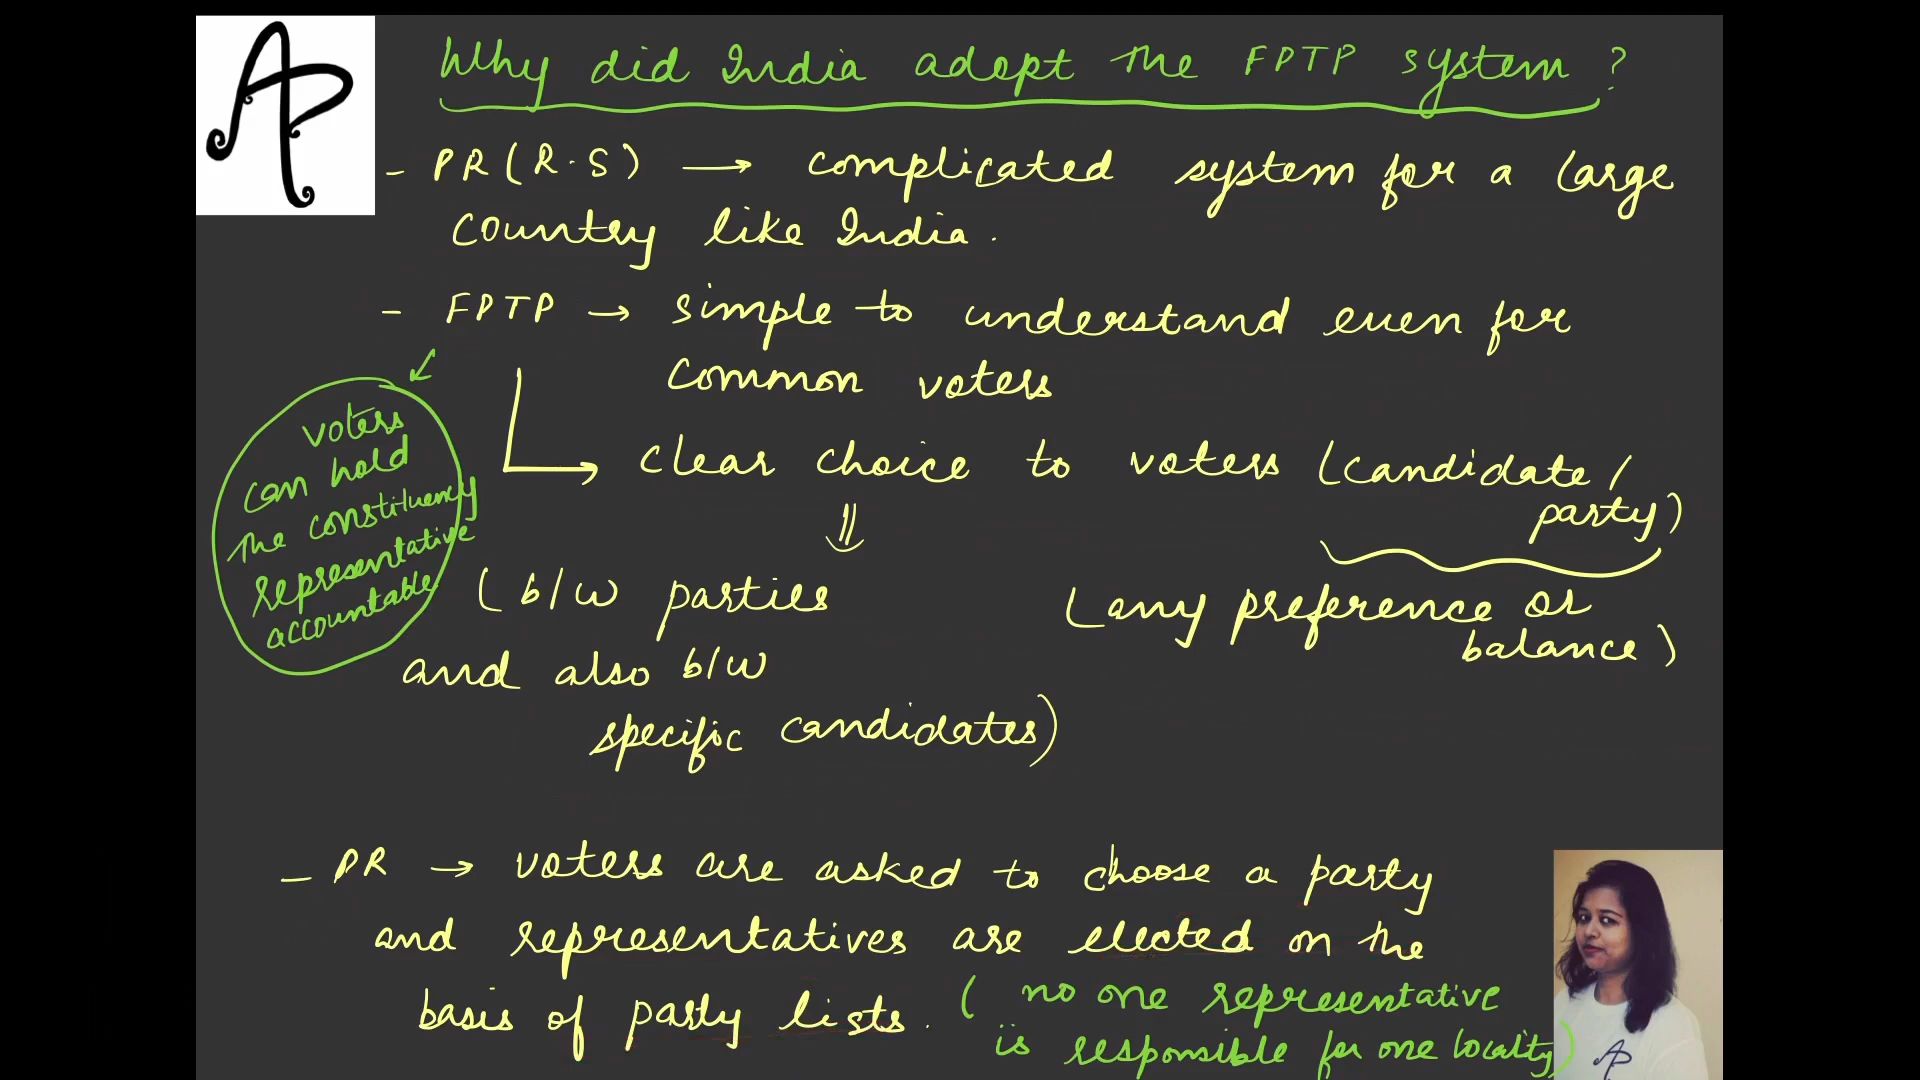 AP
Why did India adopt the FPTP system ?
- PR (R.S) → complicated system for a large
country like India.
- FPTP → simple to understand even for
common voters
voters
can hold
the constituency
representative
accountable
clear choice to voters (candidate/
party)
(b/w parties
and also b/w
specific candidates)
(any preference or
balance)
- PR → voters are asked to choose a party
and representatives are elected on the
basis of party lists.
(no one representative
is responsible for one locality)
AP